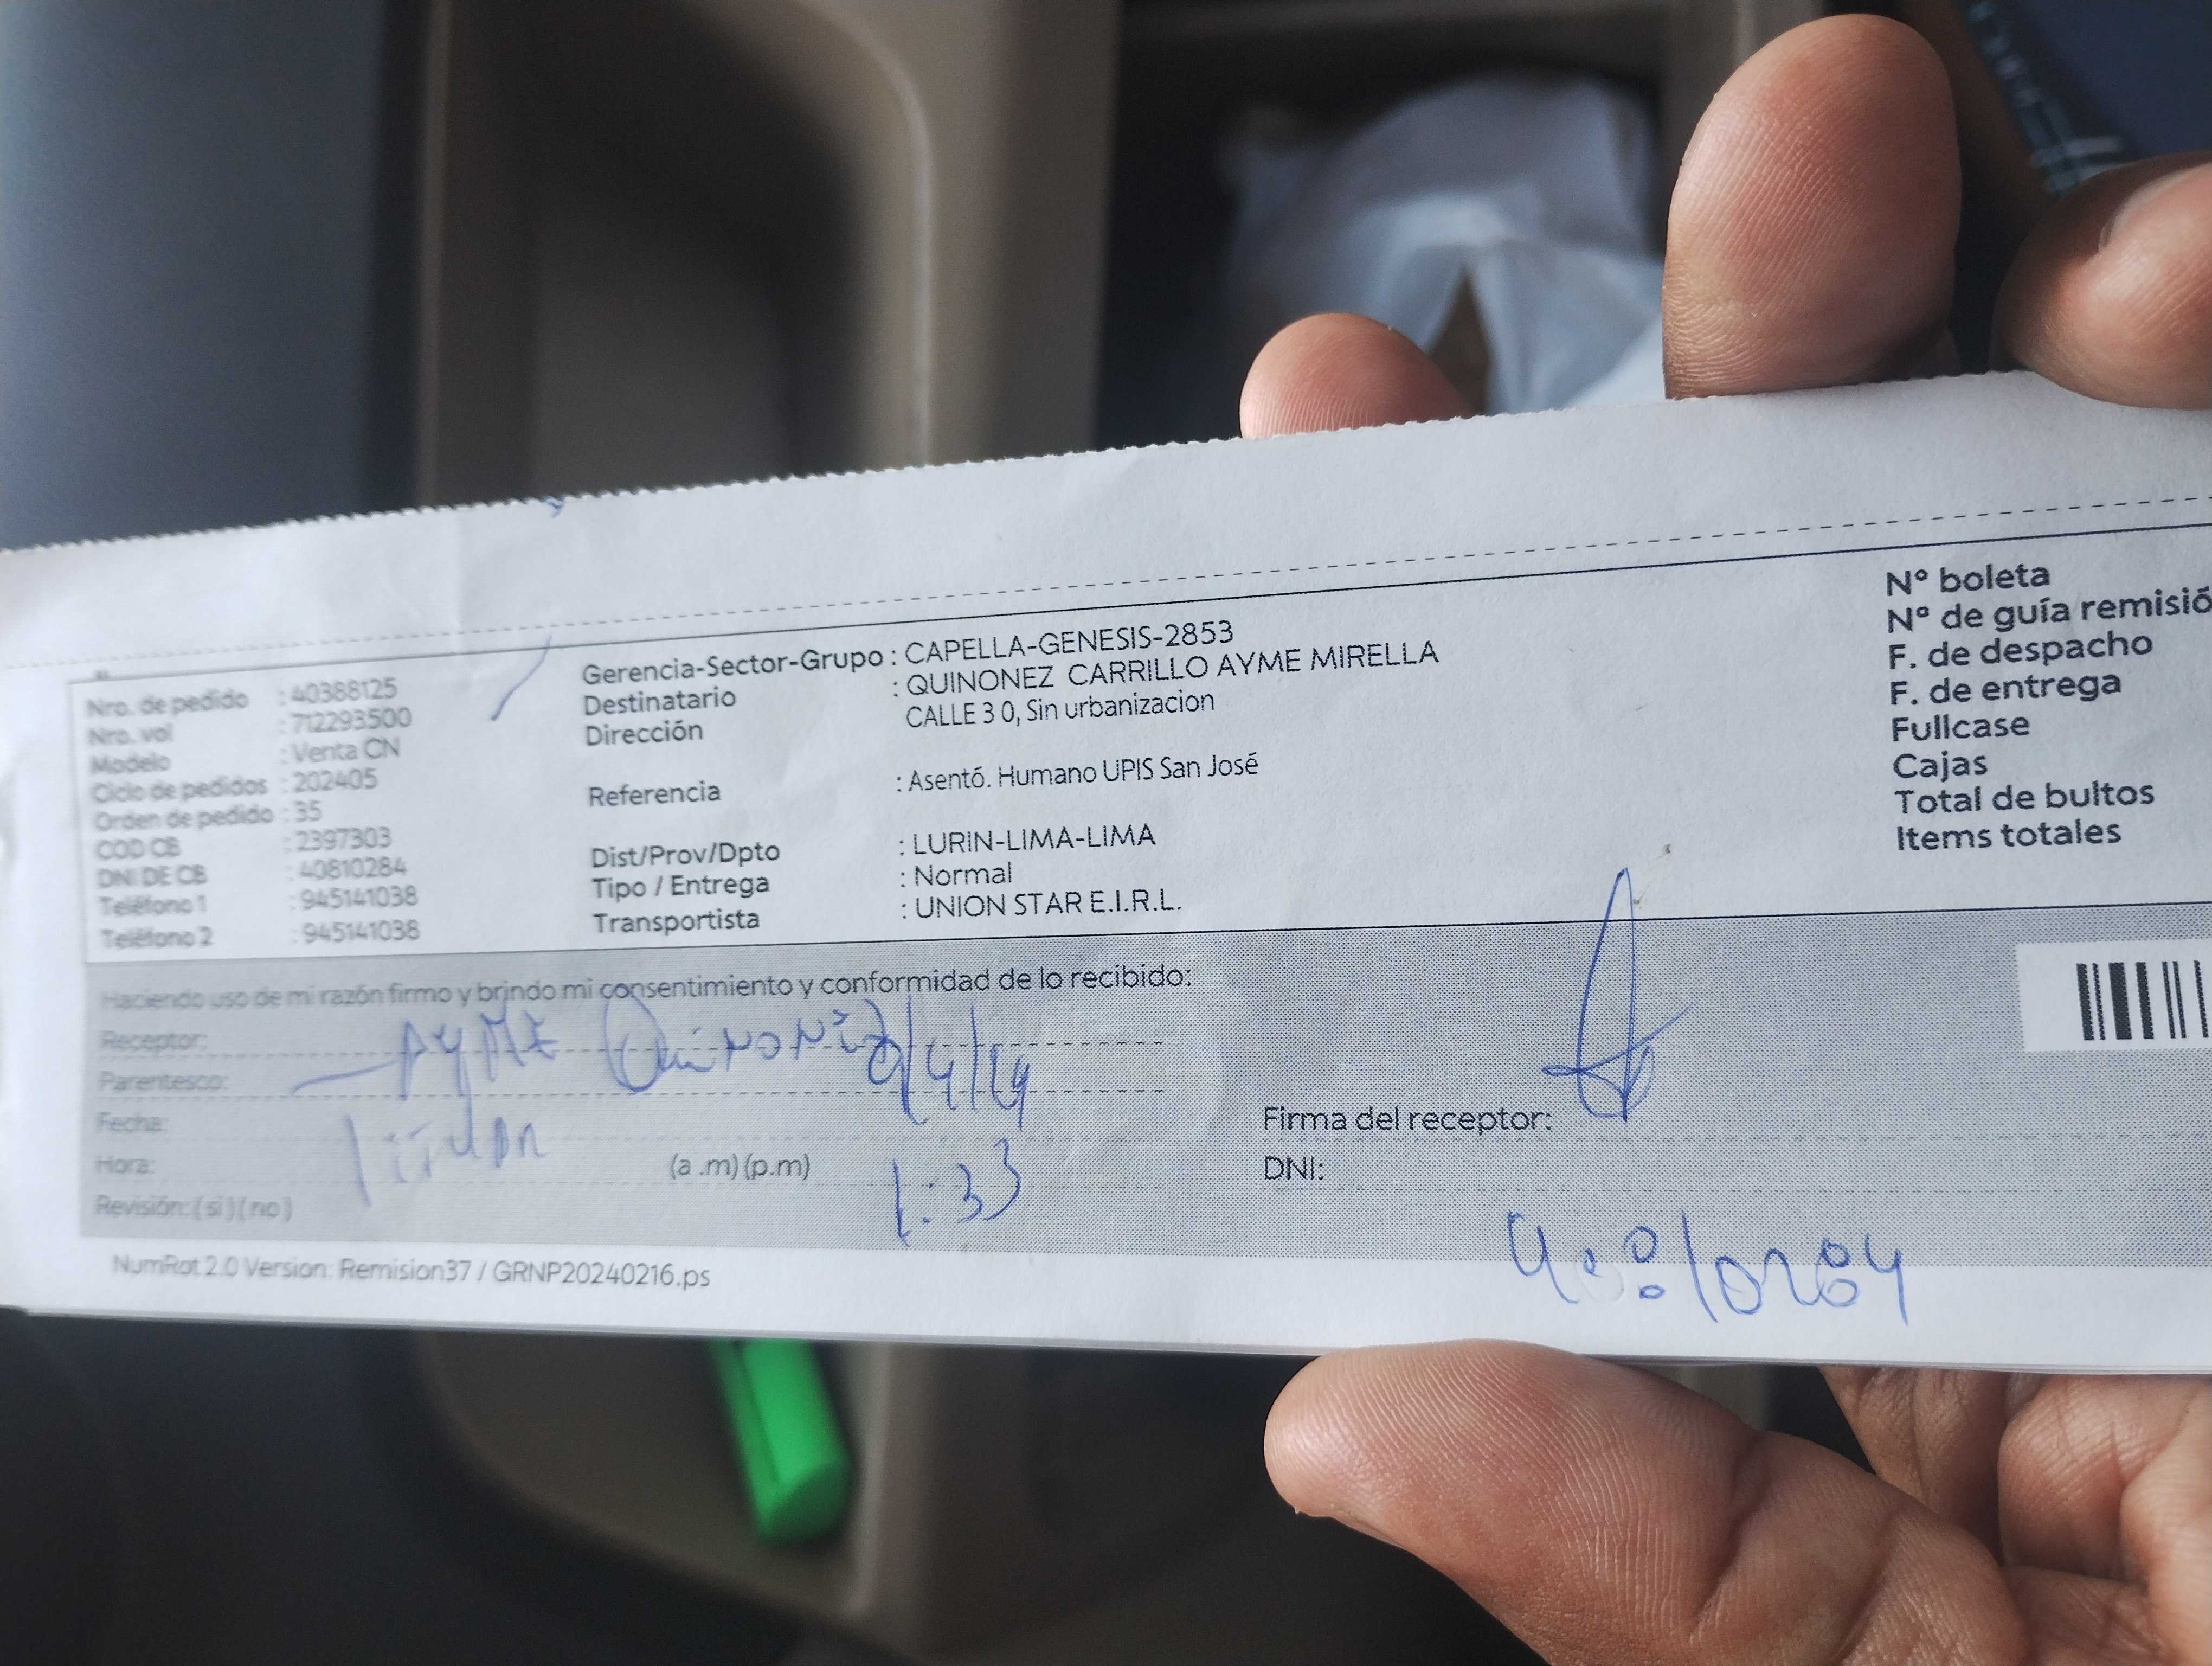 Nro. de pedido : 40388125
Nro. vol : 712293500
Modelo : Venta CN
Ciclo de pedidos : 202405
Orden de pedido : 35
COD CB : 2397303
DNI DE CB : 40810284
Teléfono 1 : 945141038
Teléfono 2 : 945141038
Gerencia-Sector-Grupo : CAPELLA-GENESIS-2853
Destinatario : QUINONEZ CARRILLO AYME MIRELLA
Dirección CALLE 3 0, Sin urbanizacion
Referencia : Asentó. Humano UPIS San José
Dist/Prov/Dpto : LURIN-LIMA-LIMA
Tipo / Entrega : Normal
Transportista : UNION STAR E.I.R.L.
N° boleta
N° de guía remisió
F. de despacho
F. de entrega
Fullcase
Cajas
Total de bultos
Items totales
Haciendo uso de mi razón firmo y brindo mi consentimiento y conformidad de lo recibido:
Receptor: AYME
Parentesco:
Fecha:
Hora: (a .m) (p.m) 1:33
Revisión: ( si ) ( no )
Firma del receptor:
DNI:
NumRot 2.0 Version: Remision37 / GRNP20240216.ps